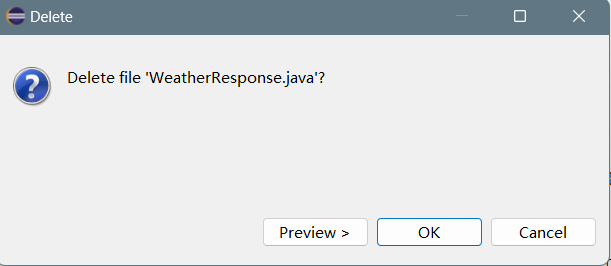 Delete
Delete file 'WeatherResponse.java'?
Preview >
OK
Cancel